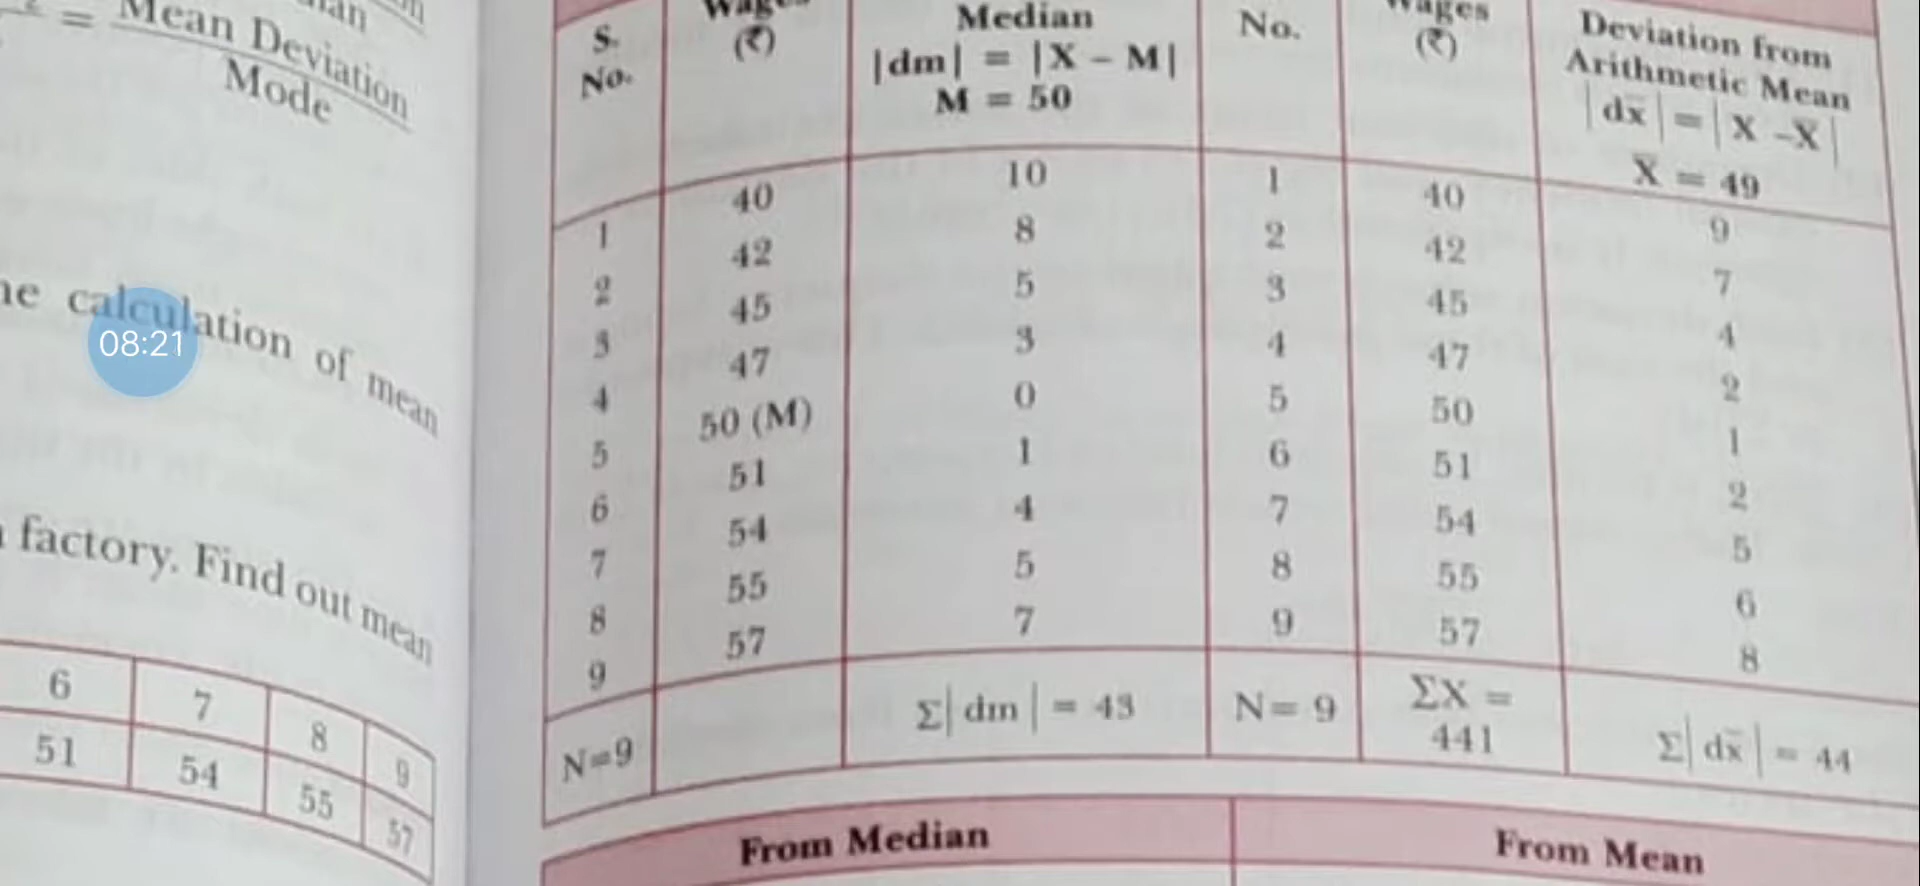 = Mean Deviation
Mode
08:21
calculation of mean
factory. Find out mean
6 7 8 9
51 54 55 57
S. No. Wages (₹) Median |dm| = |X – M| M = 50 No. Wages (₹) Deviation from Arithmetic Mean |dx̄| = |X – X̄| X̄ = 49
1 40 10 1 40 9
2 42 8 2 42 7
3 45 5 3 45 4
4 47 3 4 47 2
5 50 (M) 0 5 50 1
6 51 1 6 51 2
7 54 4 7 54 5
8 55 5 8 55 6
9 57 7 9 57 8
N=9 Σ|dm| = 43 N= 9 ΣX = 441 Σ|dx̄| = 44
From Median From Mean